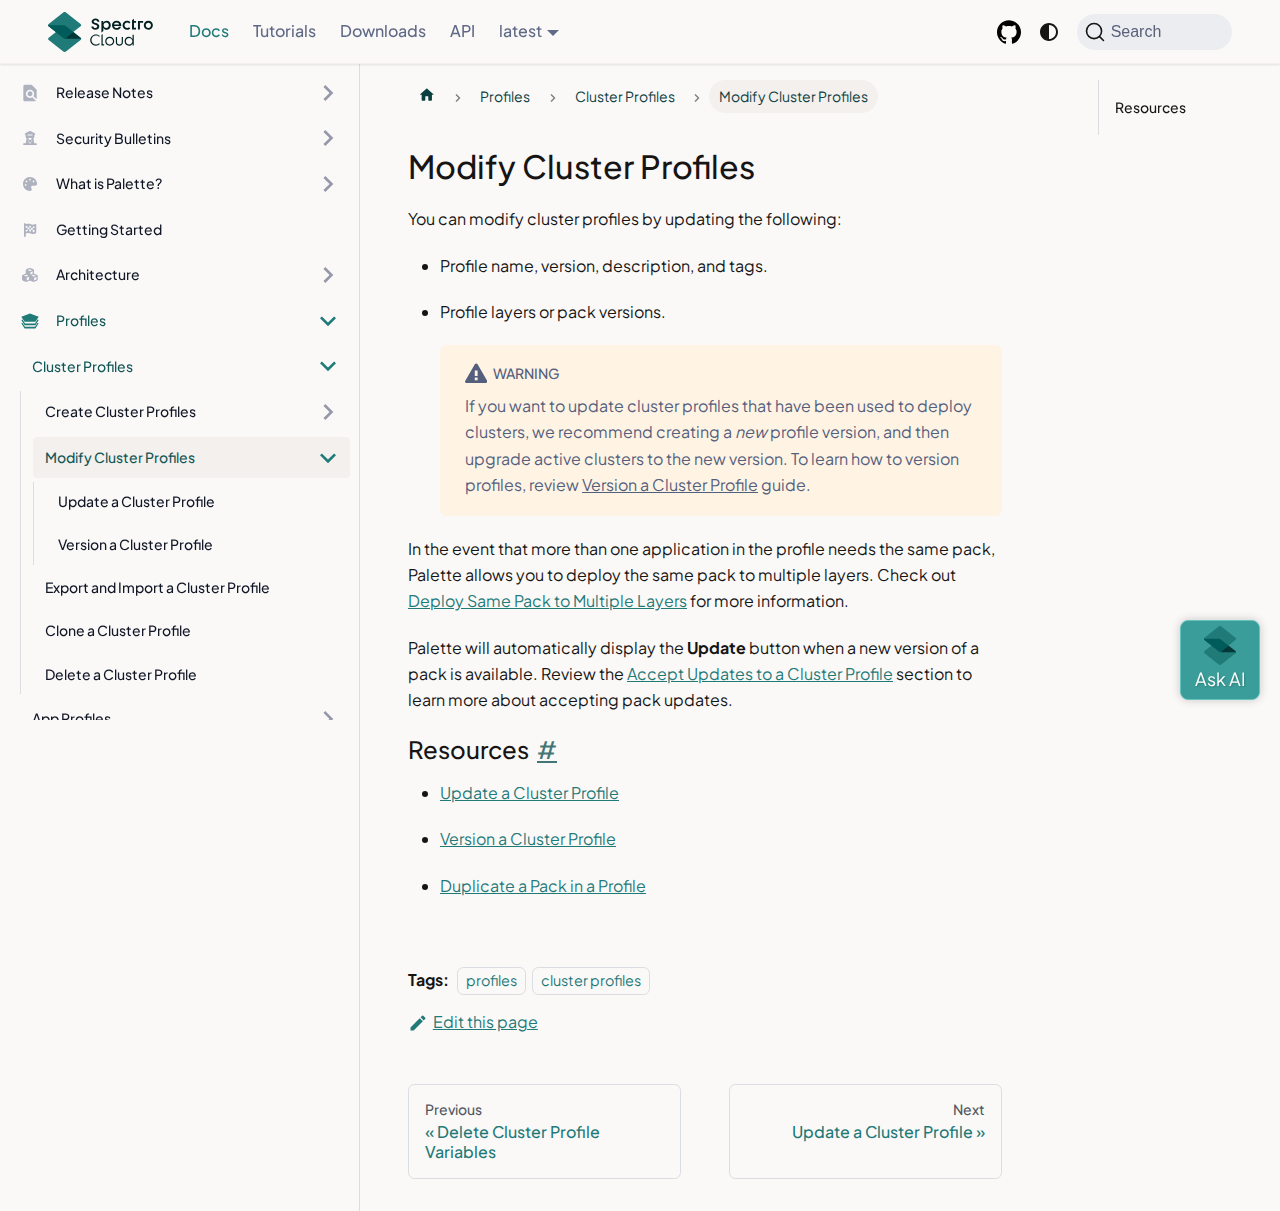 Spectro
Cloud
Docs
Tutorials
Downloads
API
latest
Search
Release Notes
Security Bulletins
What is Palette?
Getting Started
Architecture
Profiles
Cluster Profiles
Create Cluster Profiles
Modify Cluster Profiles
Update a Cluster Profile
Version a Cluster Profile
Export and Import a Cluster Profile
Clone a Cluster Profile
Delete a Cluster Profile
App Profiles
Profiles
Cluster Profiles
Modify Cluster Profiles
Modify Cluster Profiles
You can modify cluster profiles by updating the following:
Profile name, version, description, and tags.
Profile layers or pack versions.
WARNING
If you want to update cluster profiles that have been used to deploy
clusters, we recommend creating a new profile version, and then
upgrade active clusters to the new version. To learn how to version
profiles, review Version a Cluster Profile guide.
In the event that more than one application in the profile needs the same pack,
Palette allows you to deploy the same pack to multiple layers. Check out
Deploy Same Pack to Multiple Layers for more information.
Palette will automatically display the Update button when a new version of a
pack is available. Review the Accept Updates to a Cluster Profile section to
learn more about accepting pack updates.
Resources #
Update a Cluster Profile
Version a Cluster Profile
Duplicate a Pack in a Profile
Tags: profiles cluster profiles
Edit this page
Previous
« Delete Cluster Profile
Variables
Next
Update a Cluster Profile »
Resources
Ask AI